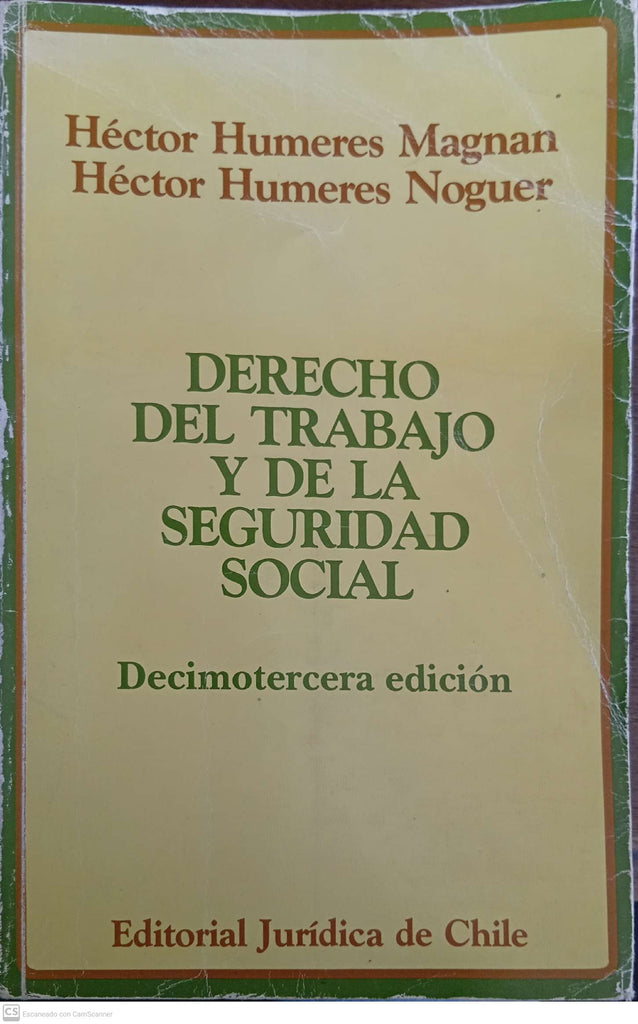 Héctor Humeres Magnan
Héctor Humeres Noguer
DERECHO
DEL TRABAJO
Y DE LA
SEGURIDAD
SOCIAL
Decimotercera edición
Editorial Jurídica de Chile
CS Escaneado con CamScanner